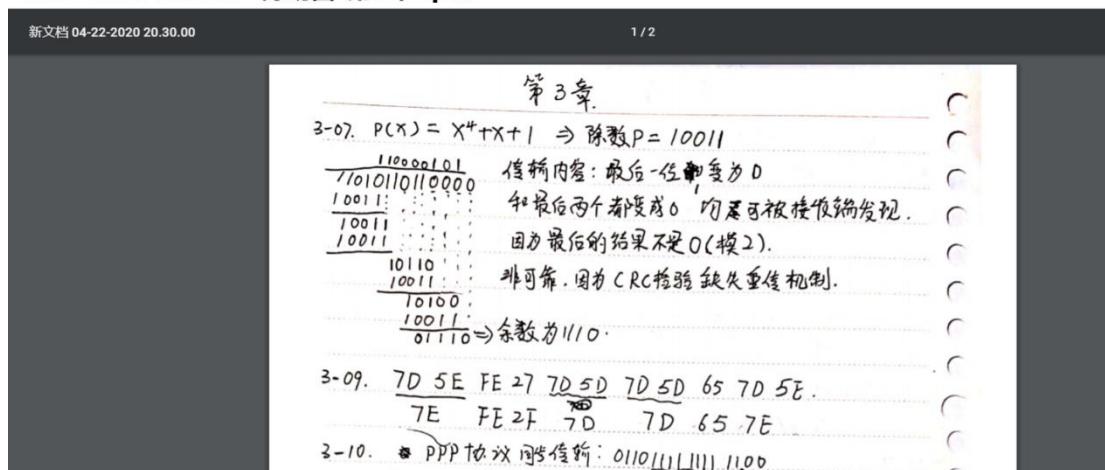 新文档 04-22-2020 20.30.00
1 / 2
第3章.
3-07. P(X) = X⁴+X+1 ⇒ 除数P = 10011
110000101
11010110110000
10011
10011
10011
10110
10011
10100
10011
01110 ⇒ 余数为1110.
传输内容: 最后一位变为0
和最后两个都变成0, 均可被接收端发现.
因为最后的结果不是0(模2).
非可靠. 因为CRC检验缺失重传机制.
3-09. 7D 5E FE 27 7D 5D 7D 5D 65 7D 5E.
7E FE 2F 7D 7D 65 7E
3-10. PPP协议同步传输: 0110111111111100